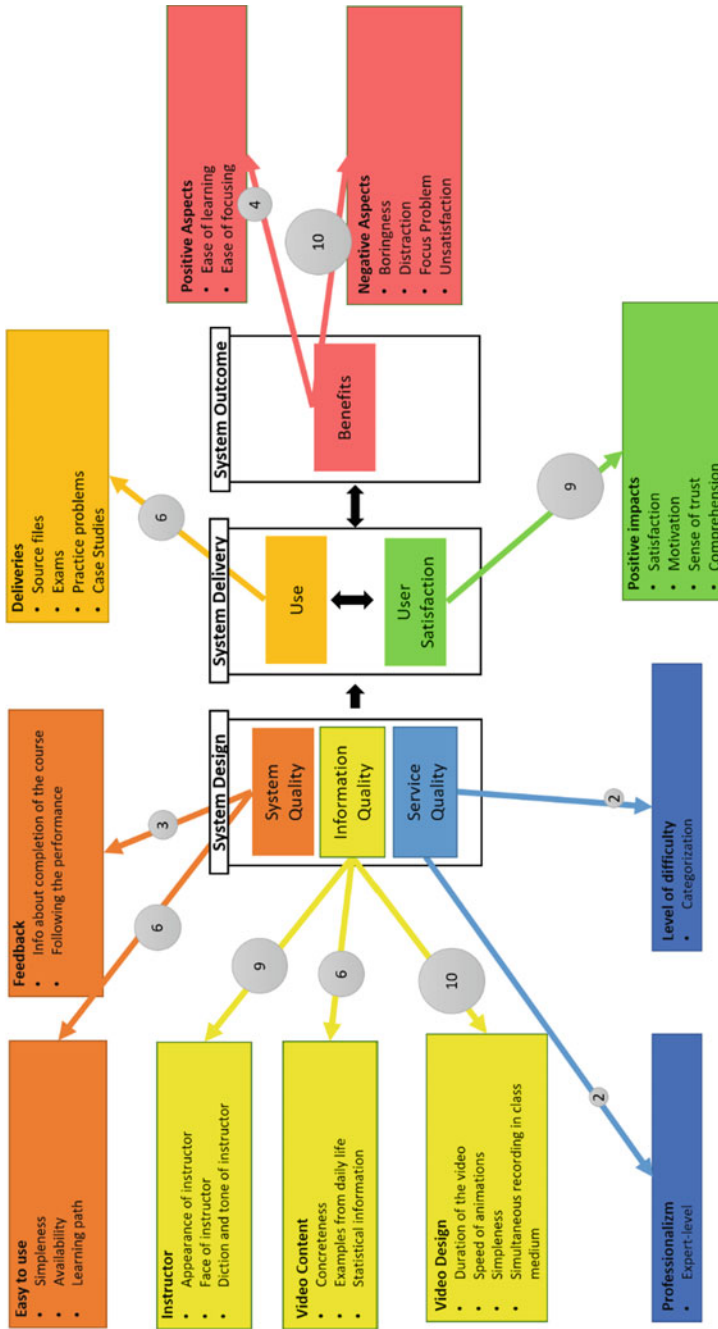 Easy to use
• Simpleness
• Availability
• Learning path
Feedback
• Info about completion of the course
• Following the performance
Deliveries
• Source files
• Exams
• Practice problems
• Case Studies
Positive Aspects
• Ease of learning
• Ease of focusing
6
3
6
4
Instructor
• Appearance of instructor
• Face of instructor
• Diction and tone of instructor
Video Content
• Concreteness
• Examples from daily life
• Statistical information
Video Design
• Duration of the video
• Speed of animations
• Simpleness
• Simultaneous recording in class
medium
9
6
10
System Design
System
Quality
Information
Quality
Service
Quality
System Delivery
Use
User
Satisfaction
System Outcome
Benefits
10
Negative Aspects
• Boringness
• Distraction
• Focus Problem
• Unsatisfaction
2
2
9
Professionalizm
• Expert-level
Level of difficulty
• Categorization
Positive impacts
• Satisfaction
• Motivation
• Sense of trust
• Comprehension